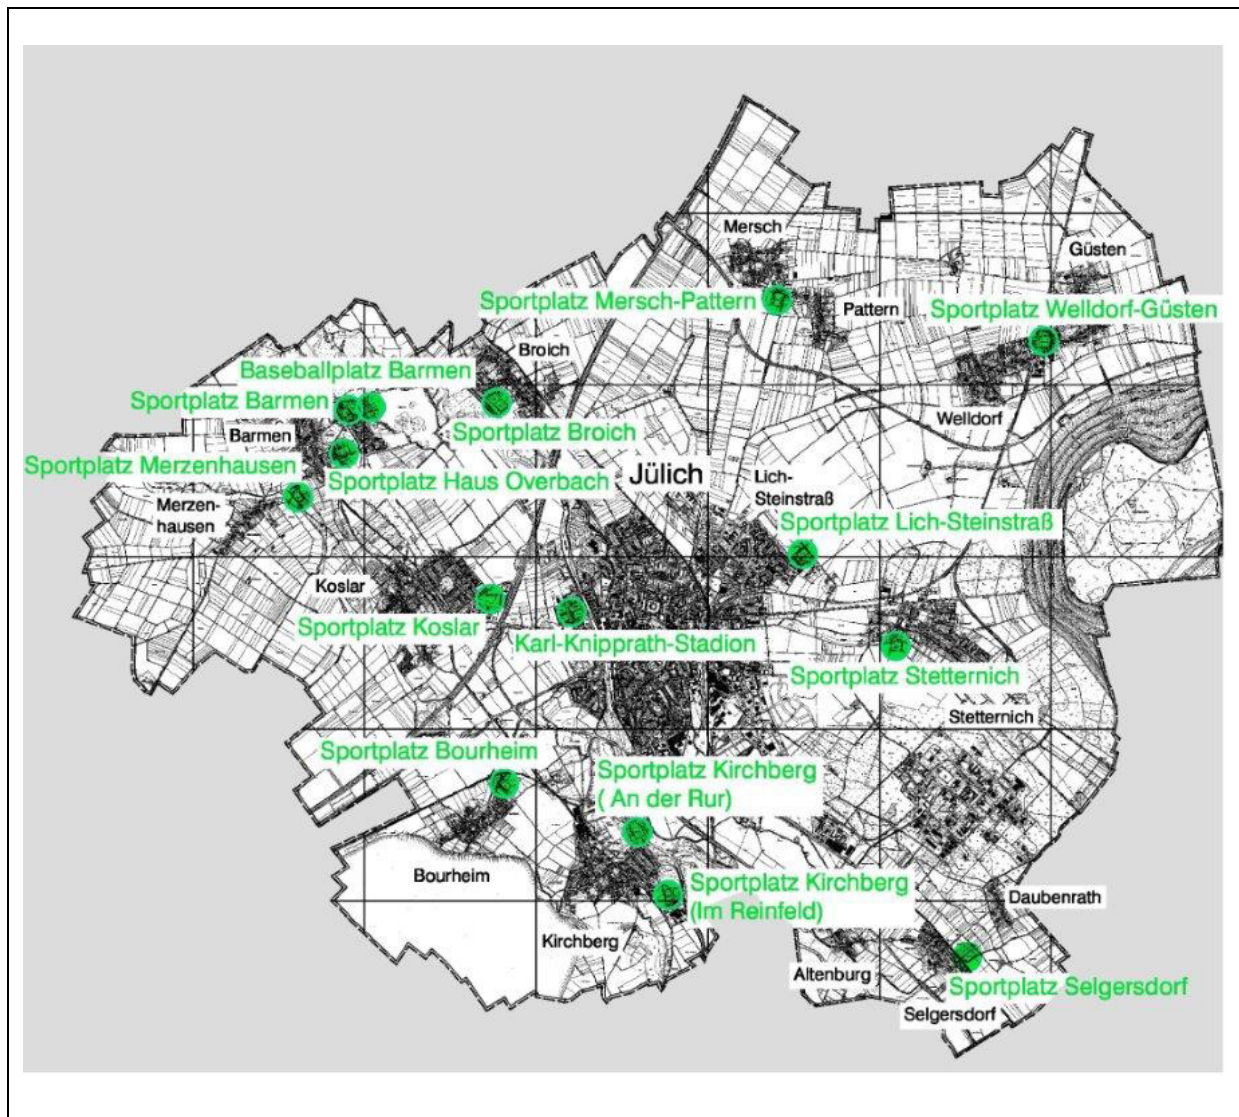 Mersch
Güsten
Sportplatz Mersch-Pattern
Pattern
Sportplatz Welldorf-Güsten
Broich
Baseballplatz Barmen
Sportplatz Barmen
Welldorf
Barmen
Sportplatz Broich
Sportplatz Merzenhausen
Sportplatz Haus Overbach
Jülich
Lich-
Steinstraß
Merzen-
hausen
Sportplatz Lich-Steinstraß
Koslar
Sportplatz Koslar
Karl-Knipprath-Stadion
Sportplatz Stetternich
Stetternich
Sportplatz Bourheim
Sportplatz Kirchberg
( An der Rur)
Bourheim
Sportplatz Kirchberg
(Im Reinfeld)
Daubenrath
Kirchberg
Altenburg
Sportplatz Selgersdorf
Selgersdorf